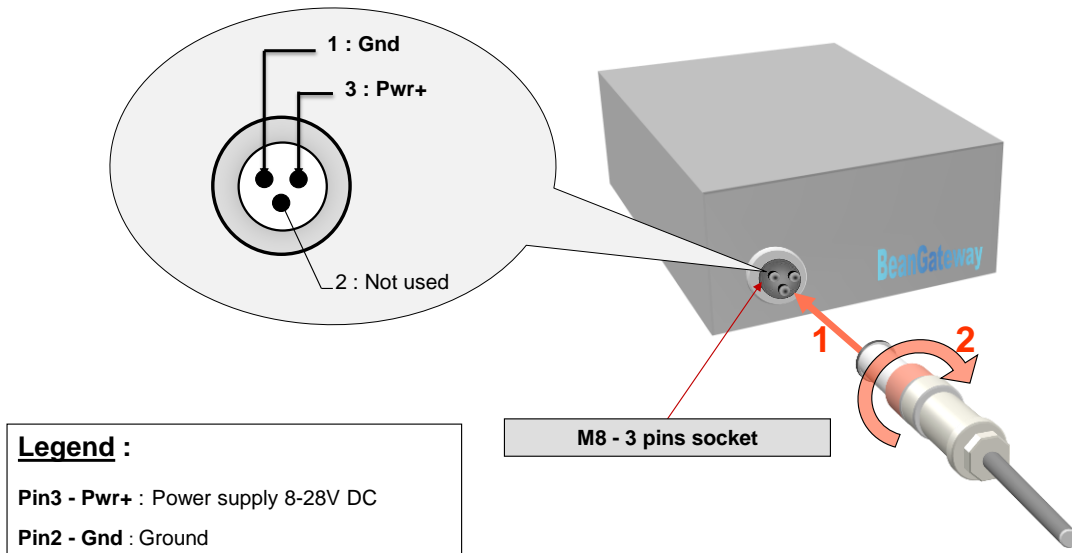 1 : Gnd
3 : Pwr+
2 : Not used
BeanGateway
1
2
M8 - 3 pins socket
Legend :
Pin3 - Pwr+ : Power supply 8-28V DC
Pin2 - Gnd : Ground